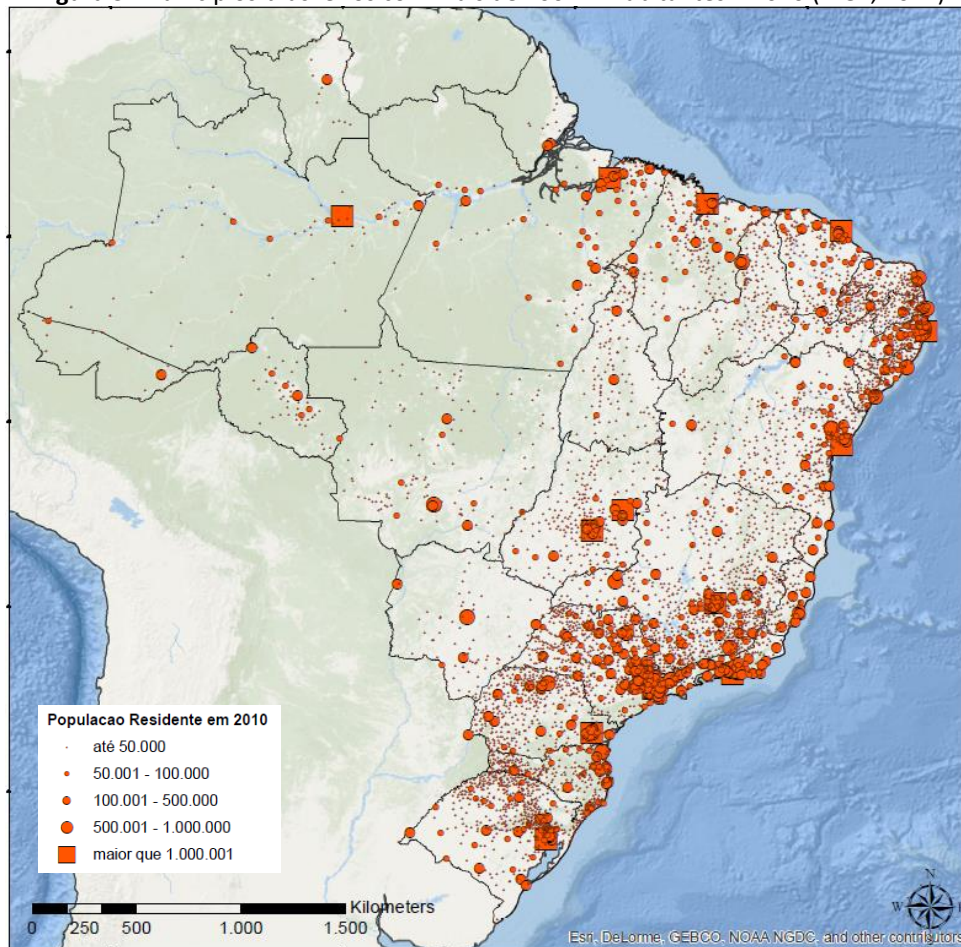 Populacao Residente em 2010
até 50.000
50.001 - 100.000
100.001 - 500.000
500.001 - 1.000.000
maior que 1.000.001
Kilometers
0 250 500 1.000 1.500
N
W
Esri, DeLorme, GEBCO, NOAA NGDC, and other contributors